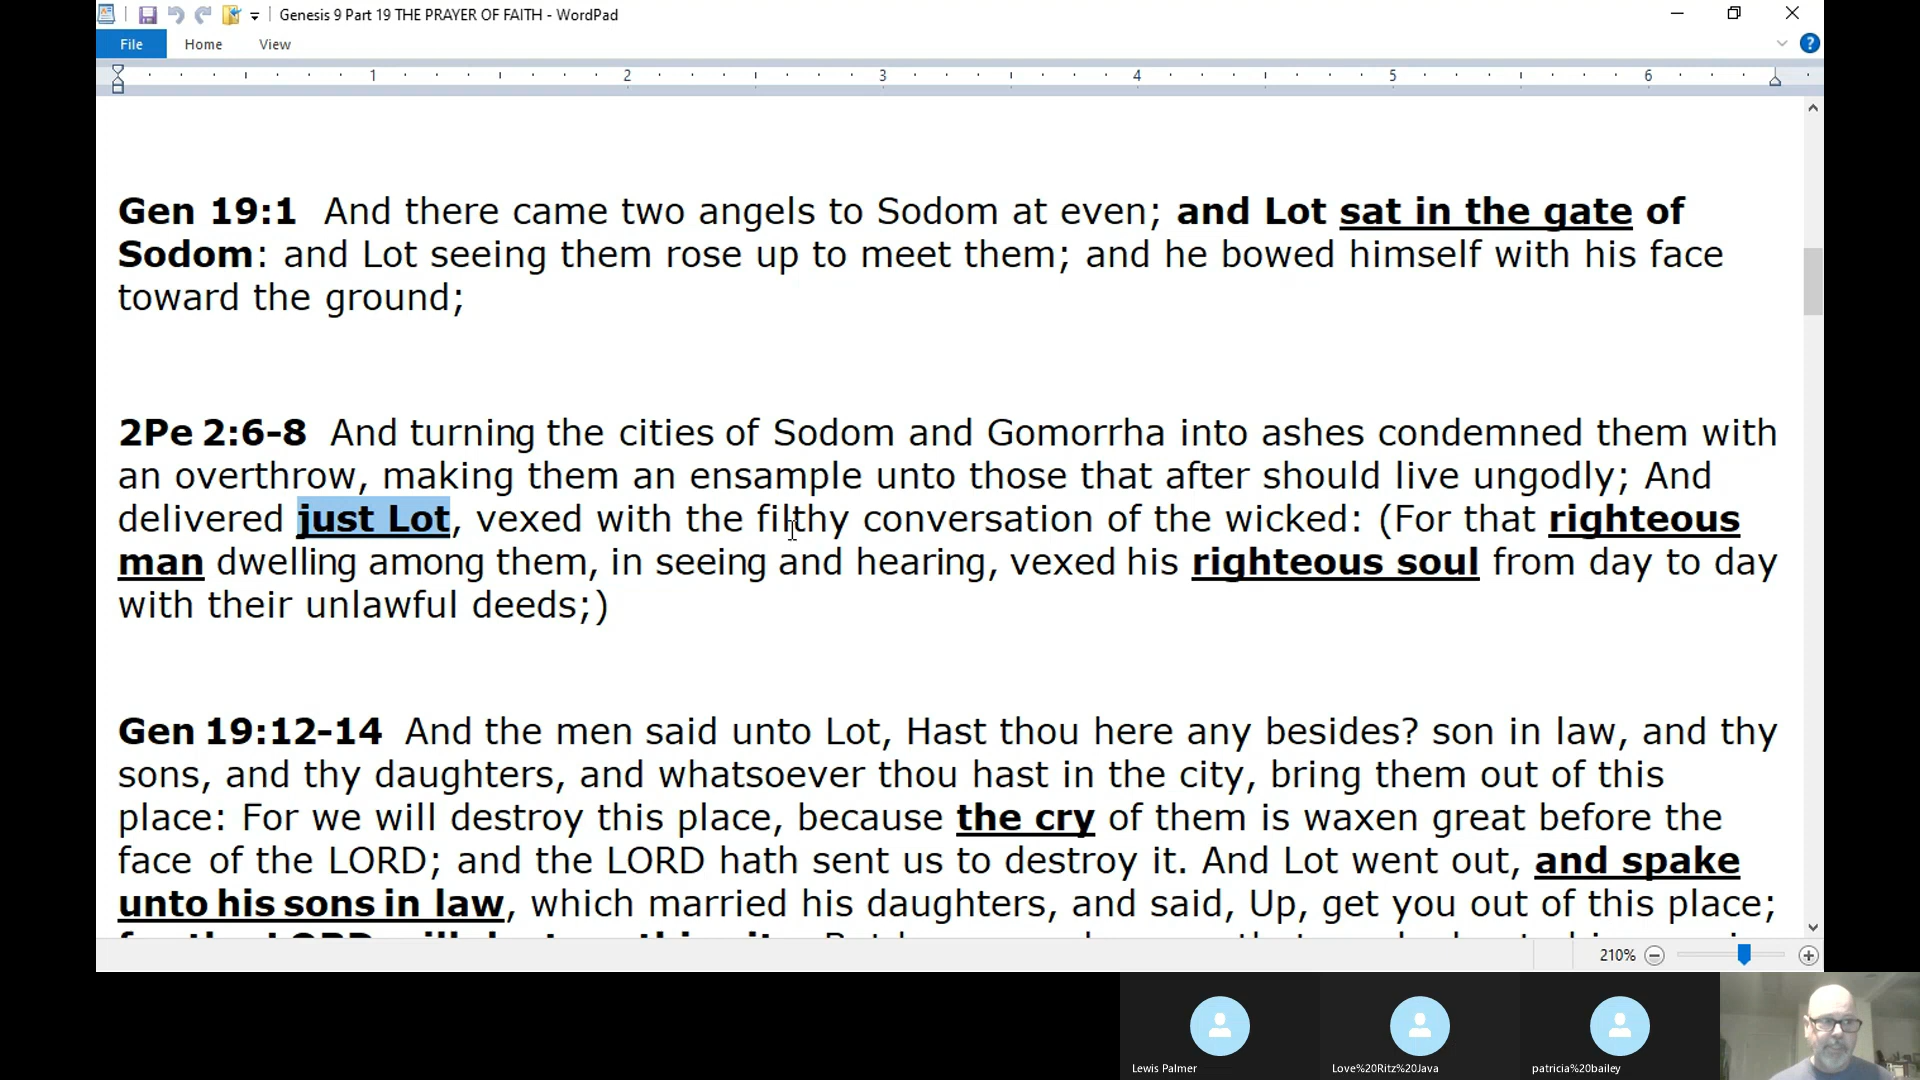 Genesis 9 Part 19 THE PRAYER OF FAITH - WordPad
File Home View
1 2 3 4 5 6
Gen 19:1 And there came two angels to Sodom at even; and Lot sat in the gate of
Sodom: and Lot seeing them rose up to meet them; and he bowed himself with his face
toward the ground;
2Pe 2:6-8 And turning the cities of Sodom and Gomorrha into ashes condemned them with
an overthrow, making them an ensample unto those that after should live ungodly; And
delivered just Lot, vexed with the filthy conversation of the wicked: (For that righteous
man dwelling among them, in seeing and hearing, vexed his righteous soul from day to day
with their unlawful deeds;)
Gen 19:12-14 And the men said unto Lot, Hast thou here any besides? son in law, and thy
sons, and thy daughters, and whatsoever thou hast in the city, bring them out of this
place: For we will destroy this place, because the cry of them is waxen great before the
face of the LORD; and the LORD hath sent us to destroy it. And Lot went out, and spake
unto his sons in law, which married his daughters, and said, Up, get you out of this place;
210%
Lewis Palmer Love%20Ritz%20Java patricia%20bailey